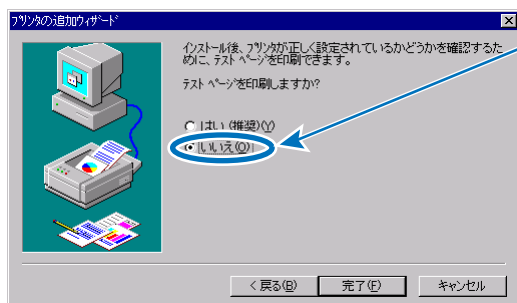 プリンタの追加ウィザード
インストール後、プリンタが正しく設定されているかどうかを確認するた
めに、テスト ページを印刷できます。
テスト ページを印刷しますか?
はい (推奨)(Y)
いいえ(O)
< 戻る(B)
完了(F)
キャンセル